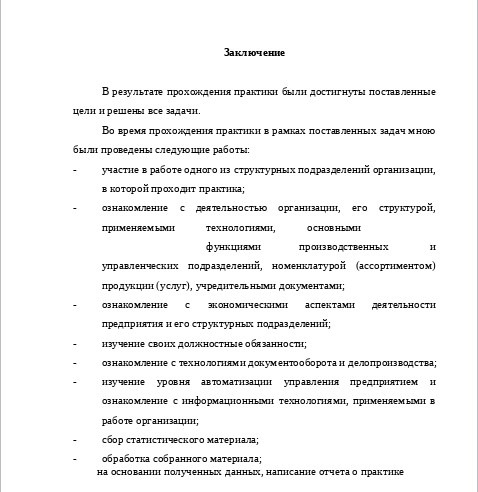 Заключение
В результате прохождения практики были достигнуты поставленные
цели и решены все задачи.
Во время прохождения практики в рамках поставленных задач мною
были проведены следующие работы:
- участие в работе одного из структурных подразделений организации,
в которой проходит практика;
- ознакомление с деятельностью организации, его структурой,
применяемыми технологиями, основными
функциями производственных и
управленческих подразделений, номенклатурой (ассортиментом)
продукции (услуг), учредительными документами;
- ознакомление с экономическими аспектами деятельности
предприятия и его структурных подразделений;
- изучение своих должностные обязанности;
- ознакомление с технологиями документооборота и делопроизводства;
- изучение уровня автоматизации управления предприятием и
ознакомление с информационными технологиями, применяемыми в
работе организации;
- сбор статистического материала;
- обработка собранного материала;
на основании полученных данных, написание отчета о практике